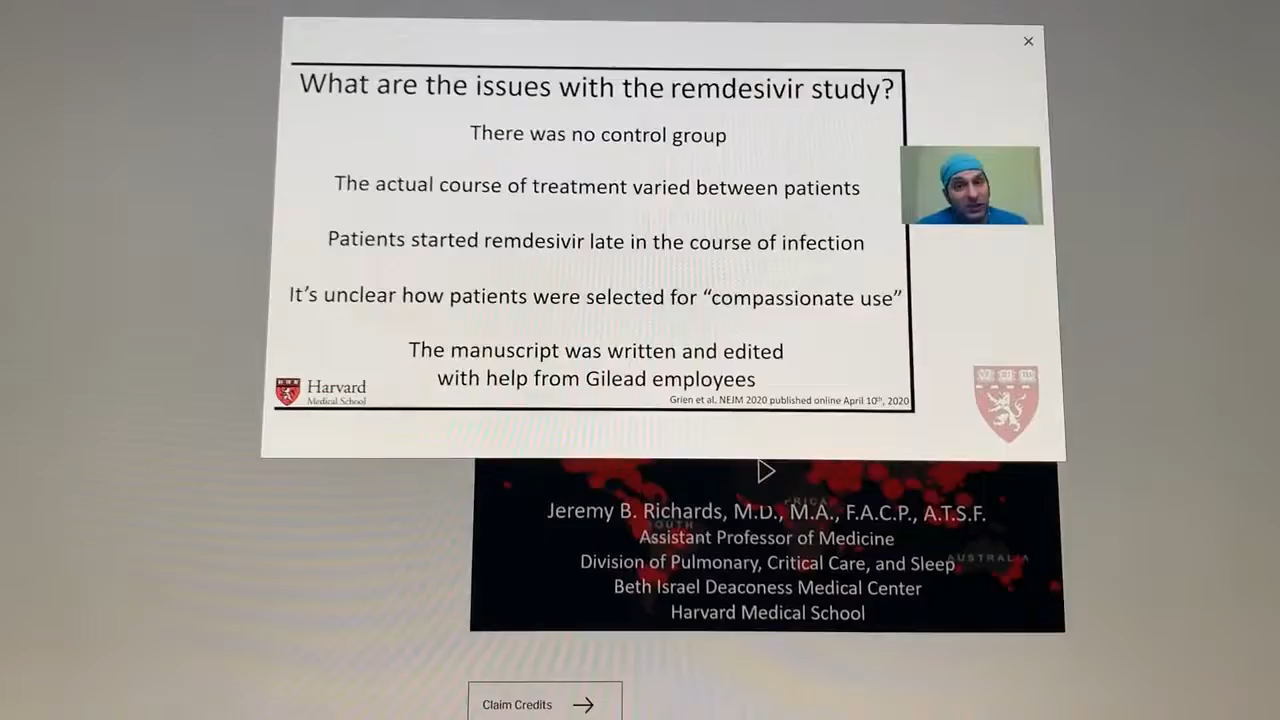 What are the issues with the remdesivir study?
There was no control group
The actual course of treatment varied between patients
Patients started remdesivir late in the course of infection
It's unclear how patients were selected for “compassionate use”
The manuscript was written and edited
with help from Gilead employees
Harvard
Medical School
Grien et al. NEJM 2020 published online April 10th, 2020
RICA
SOUTH
Jeremy B. Richards, M.D., M.A., F.A.C.P., A.T.S.F.
Assistant Professor of Medicine
AUSTRALIA
Division of Pulmonary, Critical Care, and Sleep
Beth Israel Deaconess Medical Center
Harvard Medical School
Claim Credits